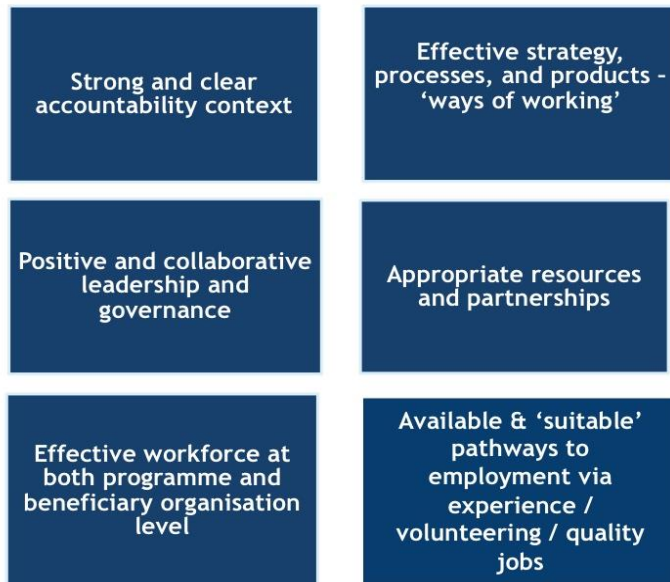 Strong and clear
accountability context
Effective strategy,
processes, and products –
‘ways of working’
Positive and collaborative
leadership and
governance
Appropriate resources
and partnerships
Effective workforce at
both programme and
beneficiary organisation
level
Available & ‘suitable’
pathways to
employment via
experience /
volunteering / quality
jobs